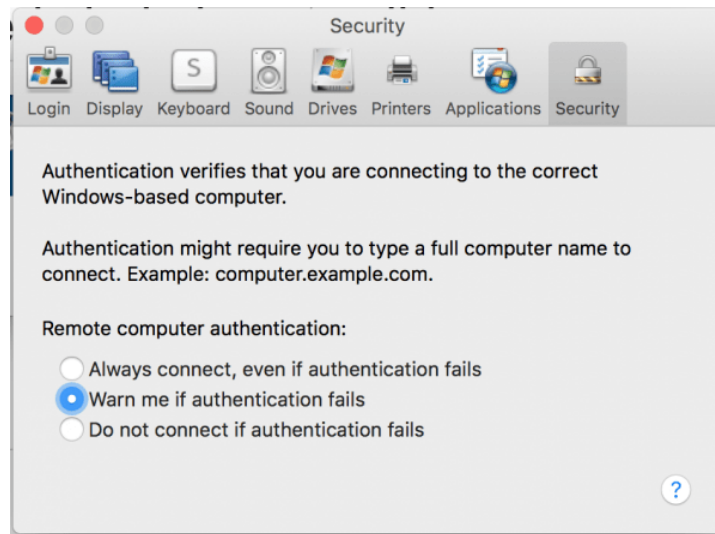 Security
S
Login Display Keyboard Sound Drives Printers Applications Security
Authentication verifies that you are connecting to the correct
Windows-based computer.
Authentication might require you to type a full computer name to
connect. Example: computer.example.com.
Remote computer authentication:
Always connect, even if authentication fails
Warn me if authentication fails
Do not connect if authentication fails
?